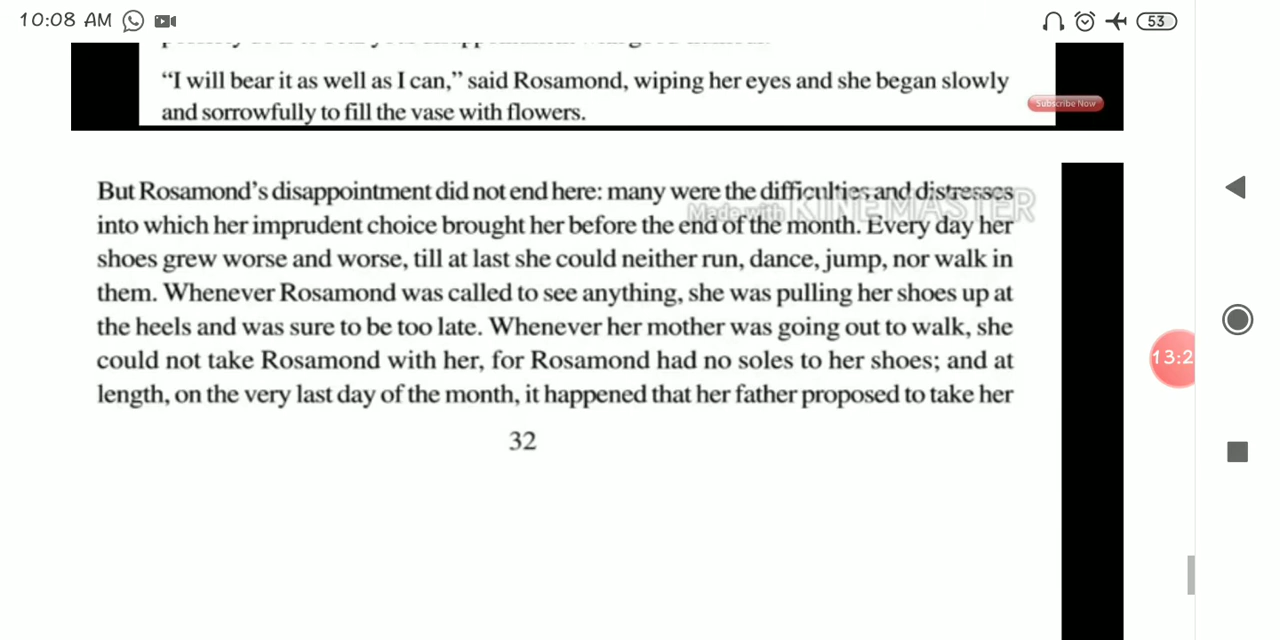 10:08 AM
53
“I will bear it as well as I can,” said Rosamond, wiping her eyes and she began slowly
Subscribe Now
and sorrowfully to fill the vase with flowers.
But Rosamond’s disappointment did not end here: many were the difficulties and distresses
Made with KINEMASTER
into which her imprudent choice brought her before the end of the month. Every day her
shoes grew worse and worse, till at last she could neither run, dance, jump, nor walk in
them. Whenever Rosamond was called to see anything, she was pulling her shoes up at
the heels and was sure to be too late. Whenever her mother was going out to walk, she
could not take Rosamond with her, for Rosamond had no soles to her shoes; and at
13:2
length, on the very last day of the month, it happened that her father proposed to take her
32